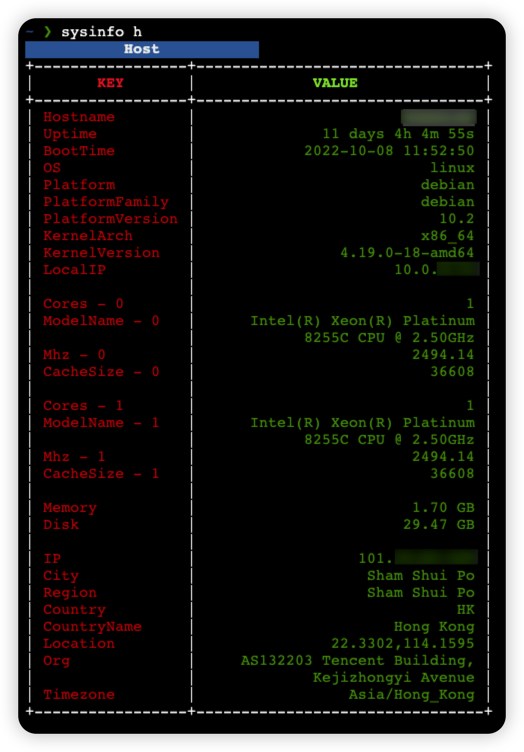 ~ ❯ sysinfo h
Host
KEY VALUE
Hostname
Uptime 11 days 4h 4m 55s
BootTime 2022-10-08 11:52:50
OS linux
Platform debian
PlatformFamily debian
PlatformVersion 10.2
KernelArch x86_64
KernelVersion 4.19.0-18-amd64
LocalIP 10.0.
Cores - 0 1
ModelName - 0 Intel(R) Xeon(R) Platinum
8255C CPU @ 2.50GHz
Mhz - 0 2494.14
CacheSize - 0 36608
Cores - 1 1
ModelName - 1 Intel(R) Xeon(R) Platinum
8255C CPU @ 2.50GHz
Mhz - 1 2494.14
CacheSize - 1 36608
Memory 1.70 GB
Disk 29.47 GB
IP 101.
City Sham Shui Po
Region Sham Shui Po
Country HK
CountryName Hong Kong
Location 22.3302,114.1595
Org AS132203 Tencent Building,
Kejizhongyi Avenue
Timezone Asia/Hong_Kong